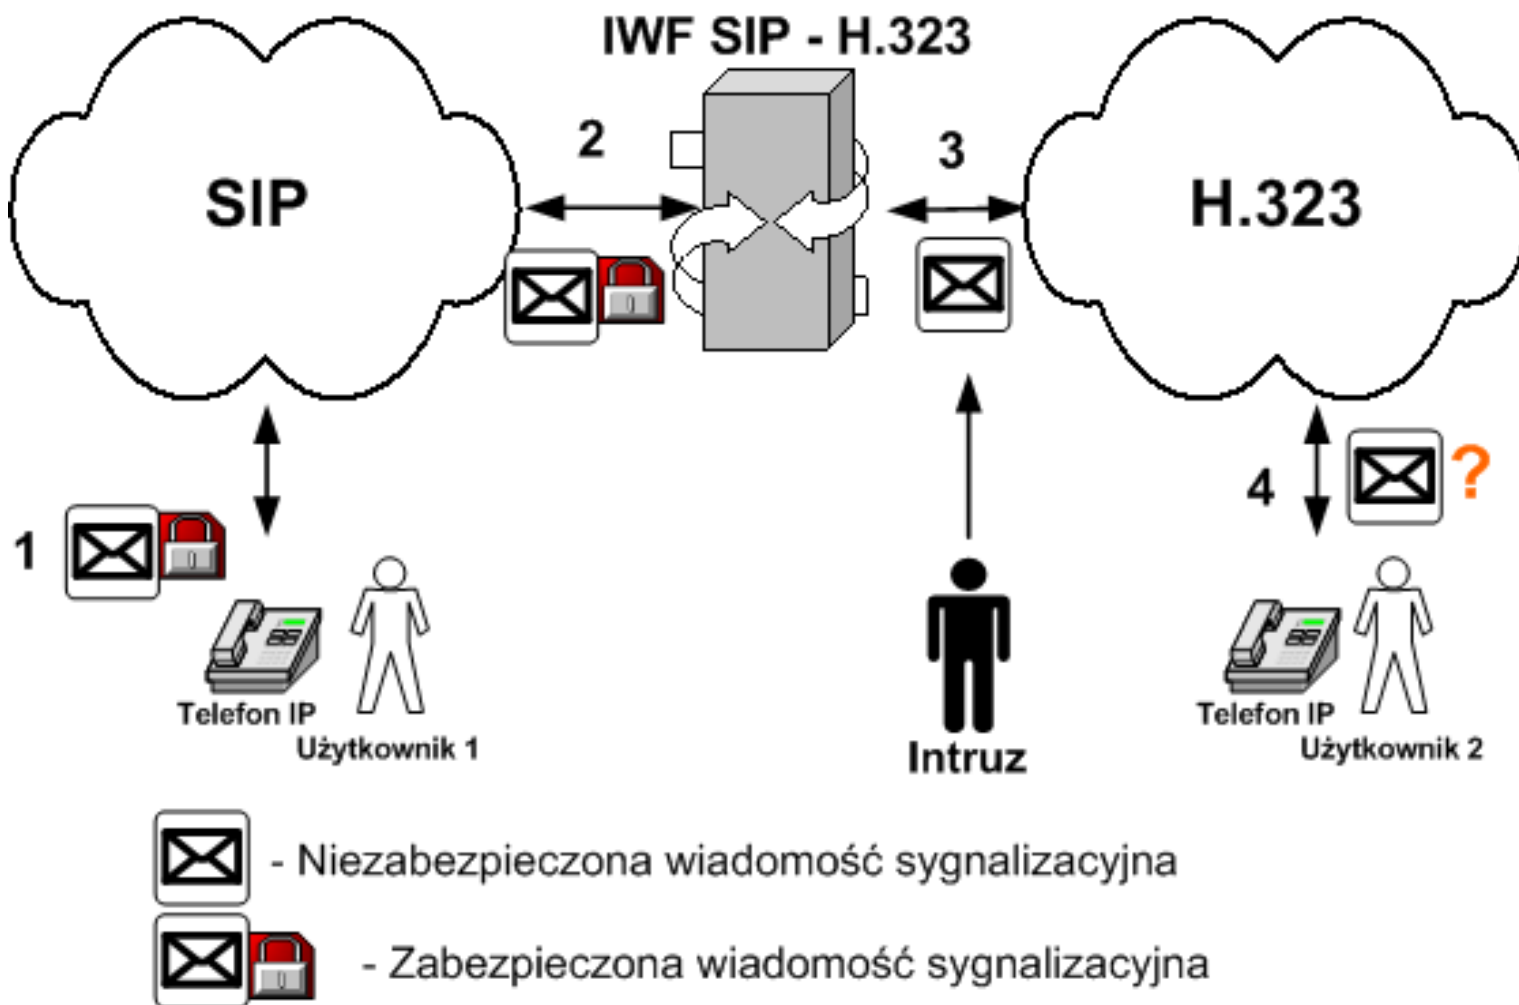 IWF SIP - H.323
2
3
SIP
H.323
4
?
1
Telefon IP
Użytkownik 1
Intruz
Telefon IP
Użytkownik 2
- Niezabezpieczona wiadomość sygnalizacyjna
- Zabezpieczona wiadomość sygnalizacyjna